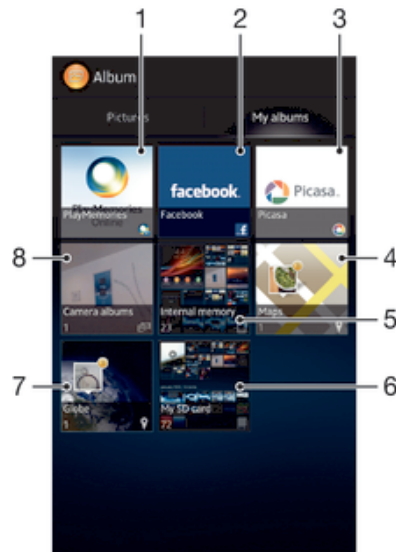 1 2 3
Album
Pictures My albums
PlayMemories Online
facebook.
Picasa
PlayMemories
Facebook
Picasa
8 4
Camera albums
1
Internal memory
23
Maps
1
5
7 6
Globe
1
My SD card
72